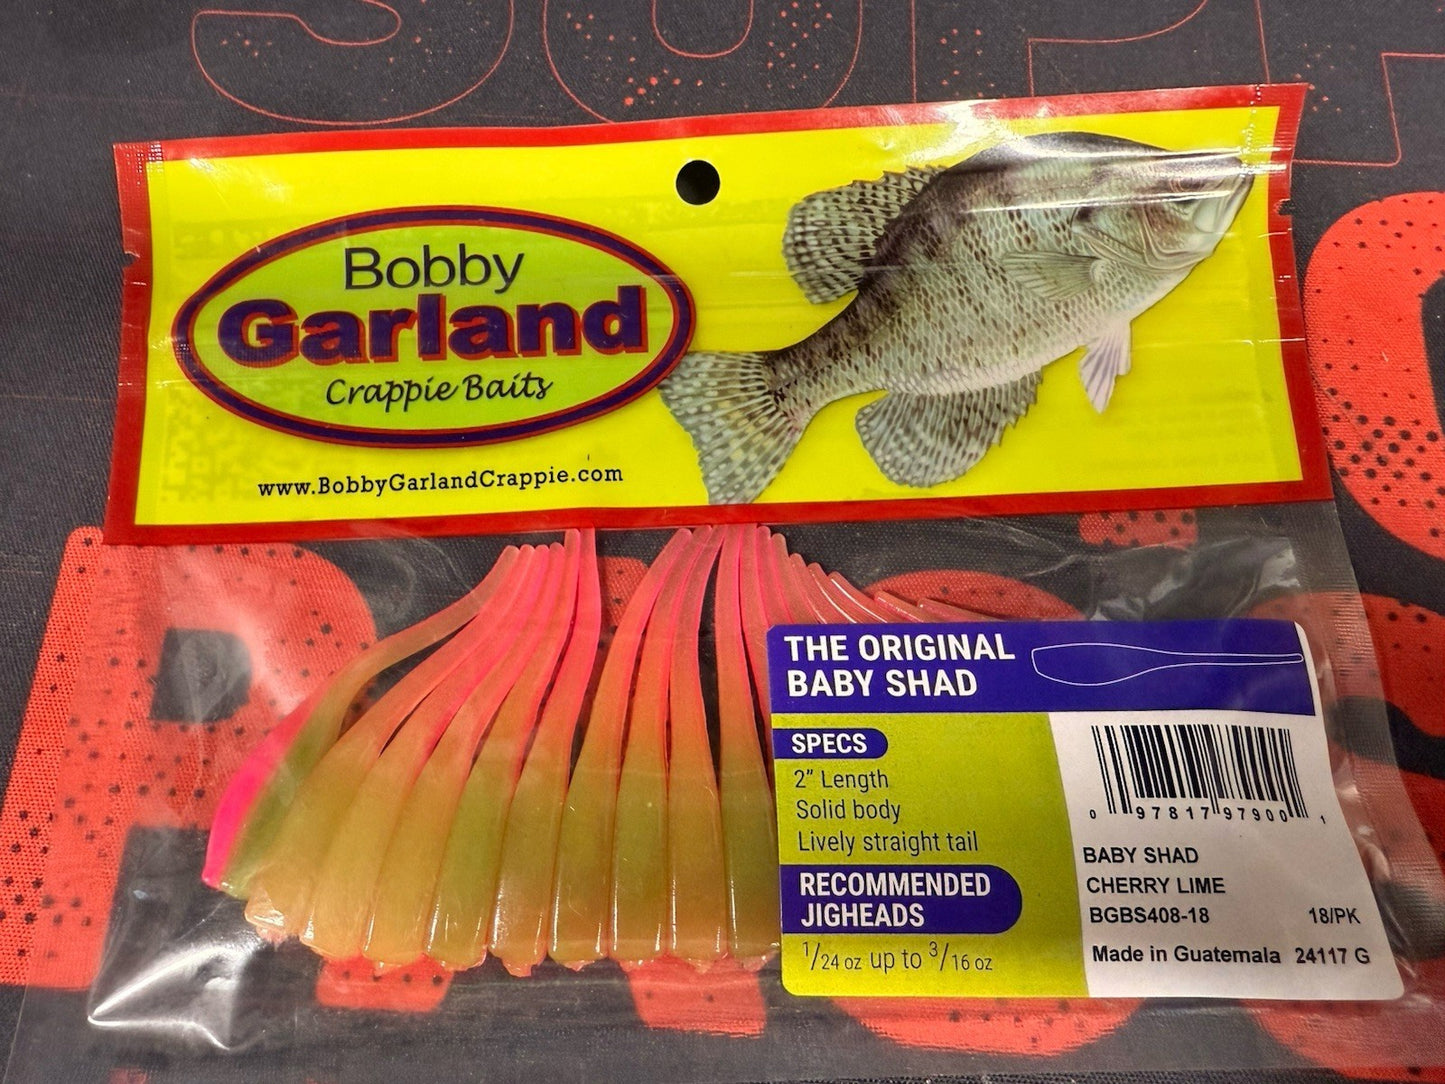 Bobby
Garland
Crappie Baits
www.BobbyGarlandCrappie.com
THE ORIGINAL
BABY SHAD
SPECS
2" Length
Solid body
Lively straight tail
RECOMMENDED
JIGHEADS
1/24 oz up to 3/16 oz
0 97817 97900 1
BABY SHAD
CHERRY LIME
BGBS408-18 18/PK
Made in Guatemala 24117 G